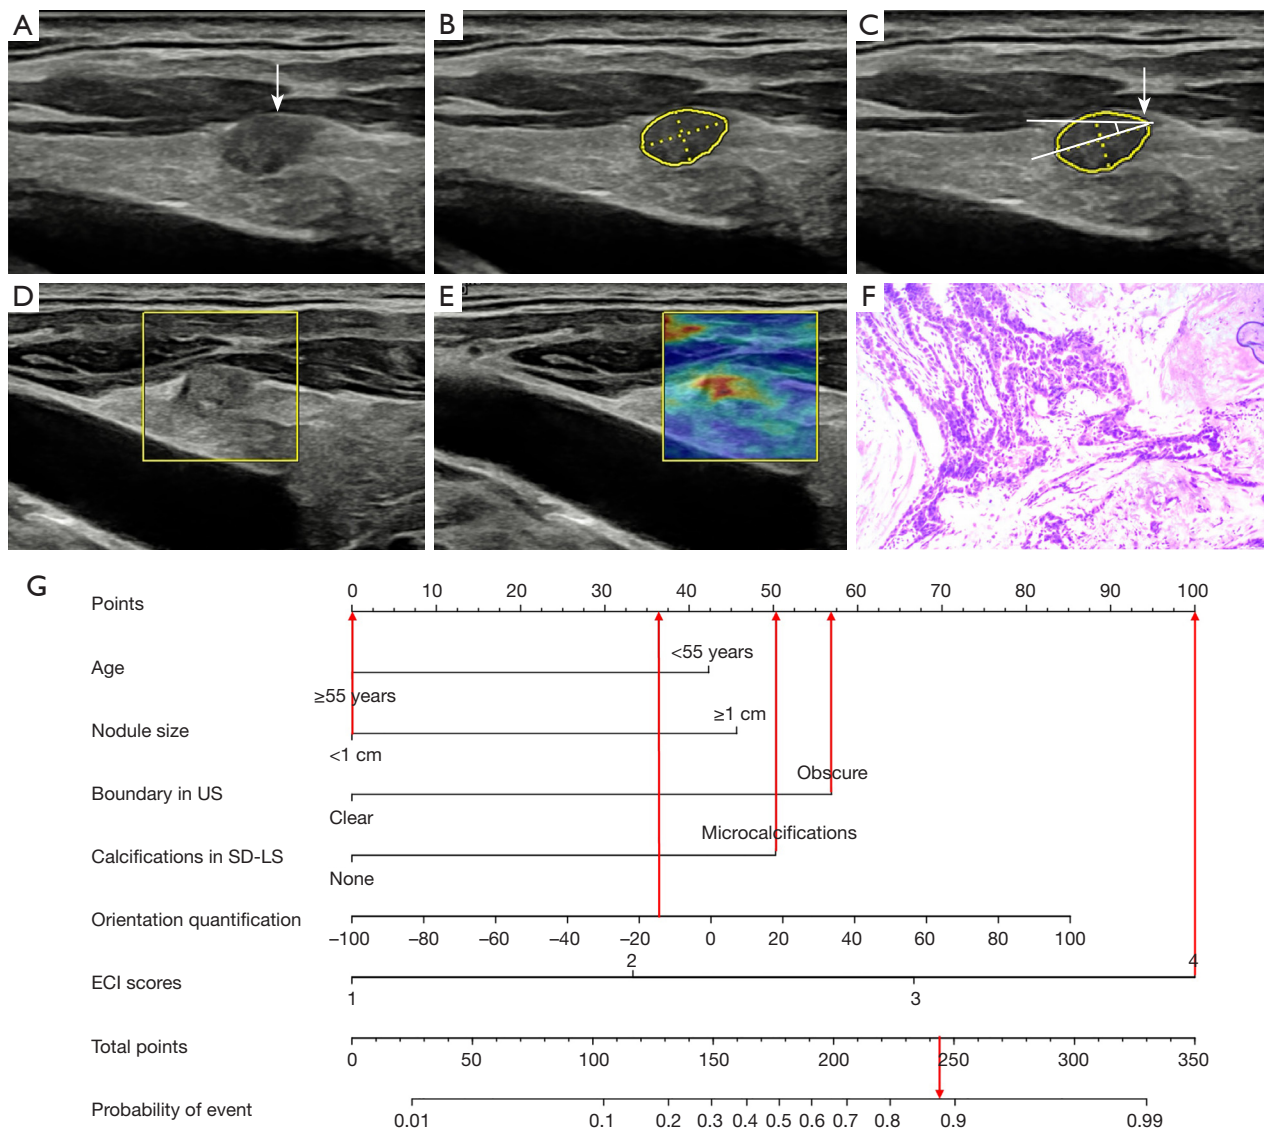 A
B
C
D
E
F
G
Points
0 10 20 30 40 50 60 70 80 90 100
Age
<55 years
≥55 years
Nodule size
≥1 cm
<1 cm
Boundary in US
Obscure
Clear
Calcifications in SD-LS
Microcalcifications
None
Orientation quantification
–100 –80 –60 –40 –20 0 20 40 60 80 100
ECI scores
2 4
1 3
Total points
0 50 100 150 200 250 300 350
Probability of event
0.01 0.1 0.2 0.3 0.4 0.5 0.6 0.7 0.8 0.9 0.99